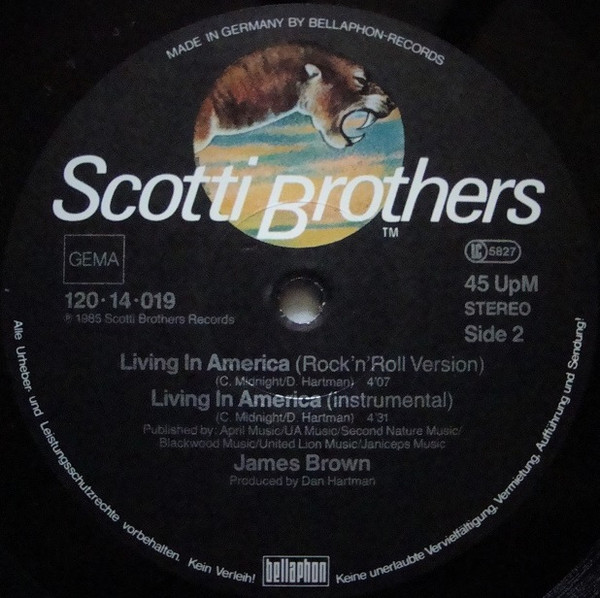 MADE IN GERMANY BY BELLAPHON-RECORDS
Scotti Brothers
TM
GEMA
LC 5827
120·14·019
45 UpM
℗ 1985 Scotti Brothers Records
STEREO
Side 2
Living In America (Rock'n'Roll Version)
(C. Midnight/D. Hartman) 4'07
Living In America (instrumental)
(C. Midnight/D. Hartman) 4'31
Published by: April Music/UA Music/Second Nature Music/
Blackwood Music/United Lion Music/Janiceps Music
James Brown
Produced by Dan Hartman
Alle Urheber und Leistungsschutzrechte vorbehalten. Kein Verleih!
bellaphon
Keine unerlaubte Vervielfältigung, Vermietung, Aufführung und Sendung!